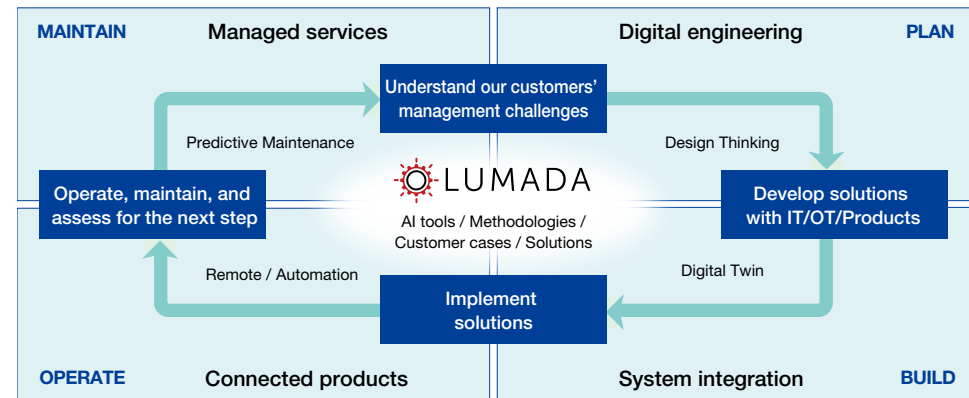 MAINTAIN
Managed services
Digital engineering
PLAN
Understand our customers'
management challenges
Predictive Maintenance
Design Thinking
Operate, maintain, and
assess for the next step
LUMADA
AI tools / Methodologies /
Customer cases / Solutions
Develop solutions
with IT/OT/Products
Remote / Automation
Digital Twin
Implement
solutions
OPERATE
Connected products
System integration
BUILD